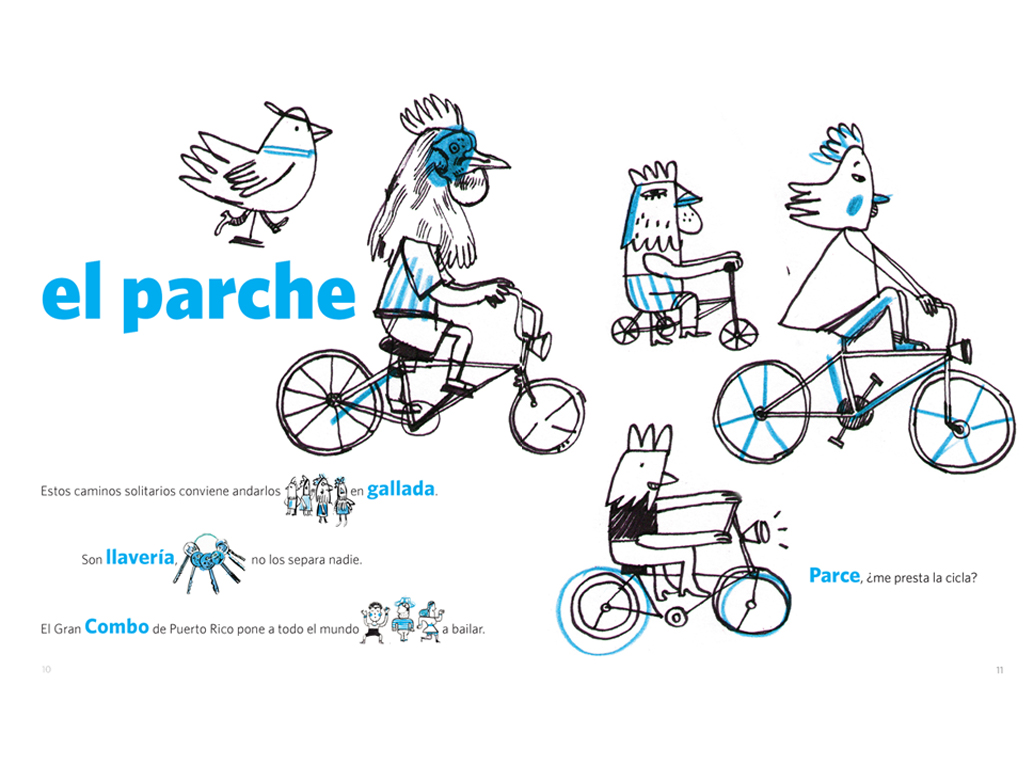 el parche
Estos caminos solitarios conviene andarlos en gallada.
Son llavería, no los separa nadie.
El Gran Combo de Puerto Rico pone a todo el mundo a bailar.
10
Parce, ¿me presta la cicla?
11